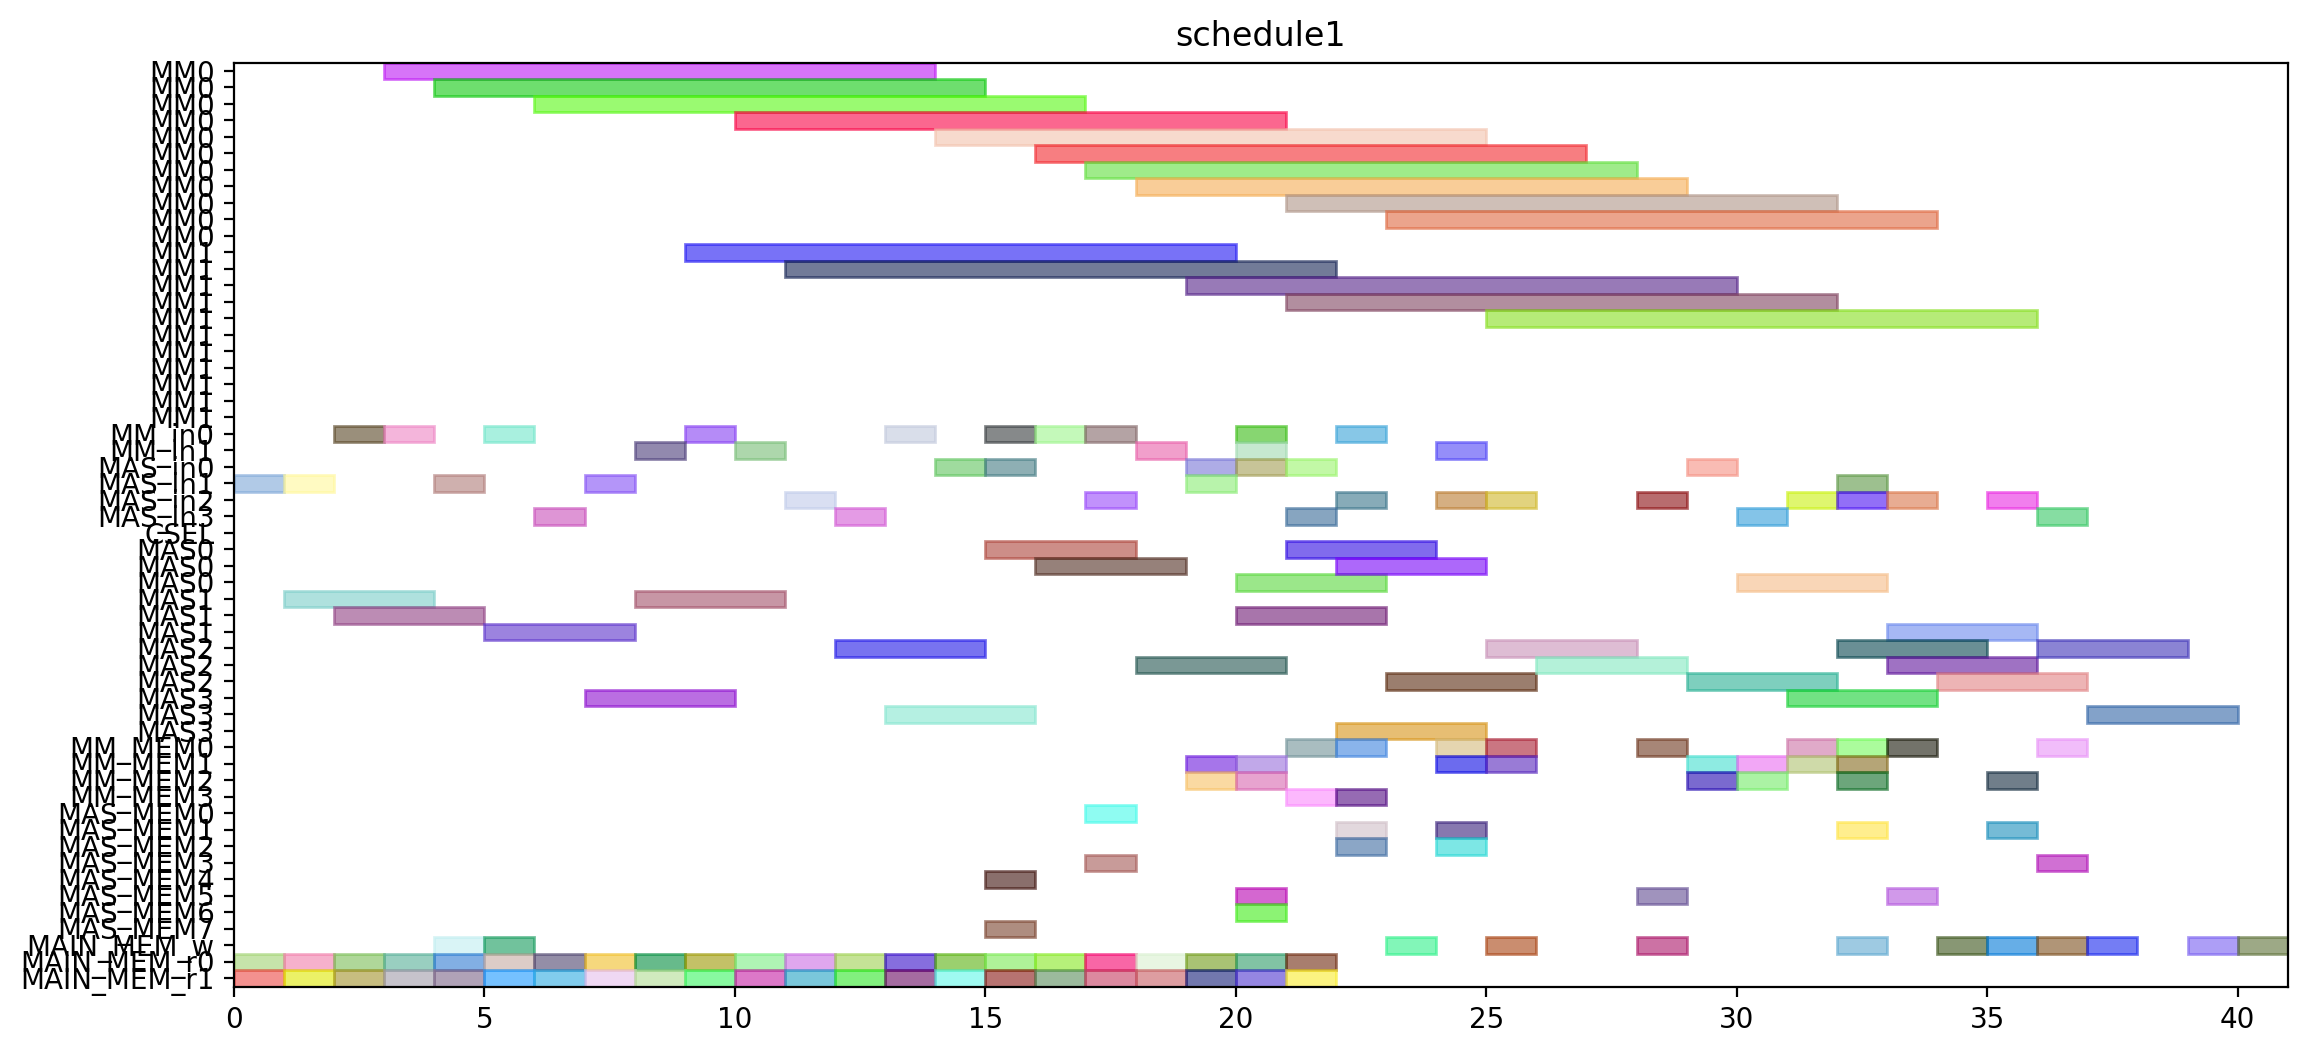 schedule1
MM0
MM0
MM0
MM0
MM0
MM0
MM0
MM0
MM0
MM0
MM0
MM1
MM1
MM1
MM1
MM1
MM1
MM1
MM1
MM1
MM1
MM1
MM_in0
MM_in1
MAS_in0
MAS_in1
MAS_in2
MAS_in3
CSEL
MAS0
MAS0
MAS0
MAS1
MAS1
MAS1
MAS2
MAS2
MAS2
MAS3
MAS3
MAS3
MM_MEM0
MM_MEM1
MM_MEM2
MM_MEM3
MAS_MEM0
MAS_MEM1
MAS_MEM2
MAS_MEM3
MAS_MEM4
MAS_MEM5
MAS_MEM6
MAS_MEM7
MAIN_MEM_w
MAIN_MEM_r0
MAIN_MEM_r1
0 5 10 15 20 25 30 35 40